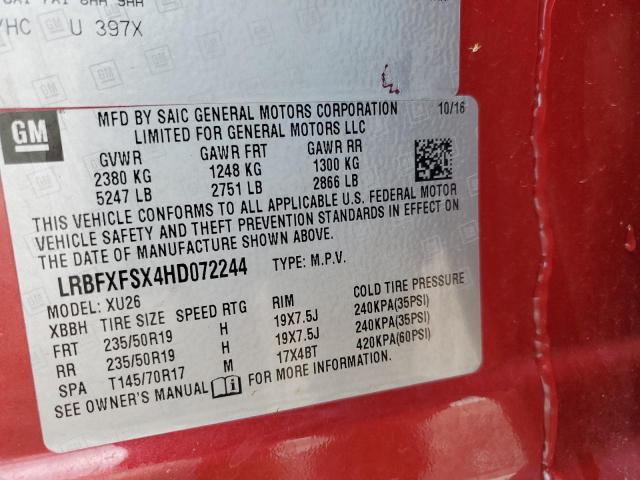 YHC U 397X
GM
MFD BY SAIC GENERAL MOTORS CORPORATION 10/16
LIMITED FOR GENERAL MOTORS LLC
GVWR GAWR FRT GAWR RR
2380 KG 1248 KG 1300 KG
5247 LB 2751 LB 2866 LB
THIS VEHICLE CONFORMS TO ALL APPLICABLE U.S. FEDERAL MOTOR
VEHICLE SAFETY AND THEFT PREVENTION STANDARDS IN EFFECT ON
THE DATE OF MANUFACTURE SHOWN ABOVE.
LRBFXFSX4HD072244 TYPE: M.P.V.
MODEL: XU26
XBBH TIRE SIZE SPEED RTG RIM COLD TIRE PRESSURE
FRT 235/50R19 H 19X7.5J 240KPA(35PSI)
RR 235/50R19 H 19X7.5J 240KPA(35PSI)
SPA T145/70R17 M 17X4BT 420KPA(60PSI)
SEE OWNER'S MANUAL FOR MORE INFORMATION.